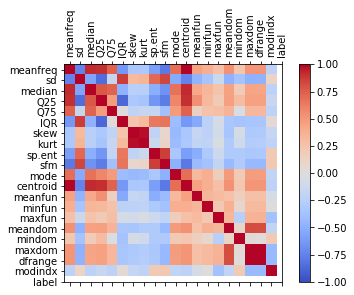 meanfreq
sd
median
Q25
Q75
IQR
skew
kurt
sp.ent
sfm
mode
centroid
meanfun
minfun
maxfun
meandom
mindom
maxdom
dfrange
modindx
label
meanfreq
sd
median
Q25
Q75
IQR
skew
kurt
sp.ent
sfm
mode
centroid
meanfun
minfun
maxfun
meandom
mindom
maxdom
dfrange
modindx
label
1.00
0.75
0.50
0.25
0.00
−0.25
−0.50
−0.75
−1.00